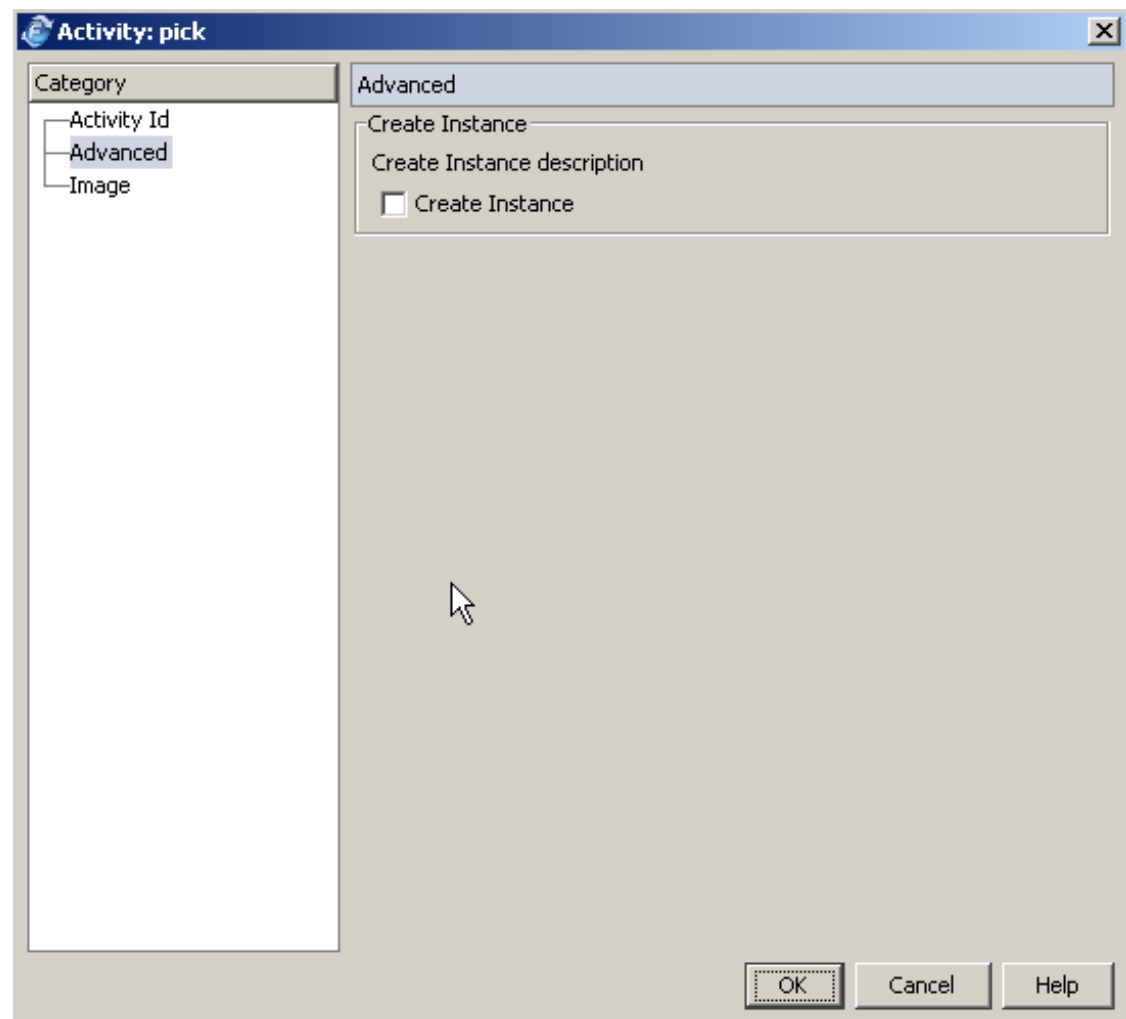 Activity: pick
Category
Activity Id
Advanced
Image
Advanced
Create Instance
Create Instance description
Create Instance
OK
Cancel
Help